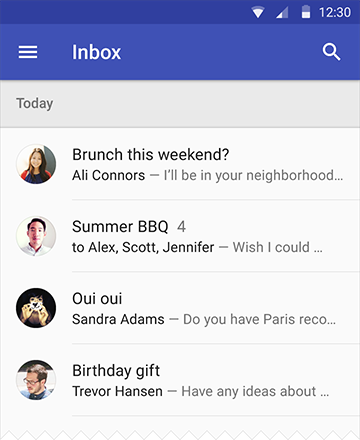 12:30
Inbox
Today
Brunch this weekend?
Ali Connors — I'll be in your neighborhood…
Summer BBQ 4
to Alex, Scott, Jennifer — Wish I could …
Oui oui
Sandra Adams — Do you have Paris reco…
Birthday gift
Trevor Hansen — Have any ideas about …